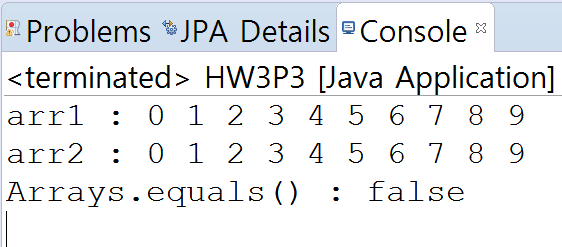 Problems JPA Details Console
<terminated> HW3P3 [Java Application]
arr1 : 0 1 2 3 4 5 6 7 8 9
arr2 : 0 1 2 3 4 5 6 7 8 9
Arrays.equals() : false